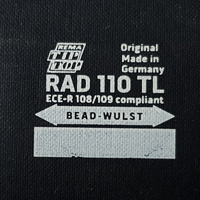 REMA
TIP
TOP
Original
Made in
Germany
RAD 110 TL
ECE-R 108/109 compliant
BEAD-WULST